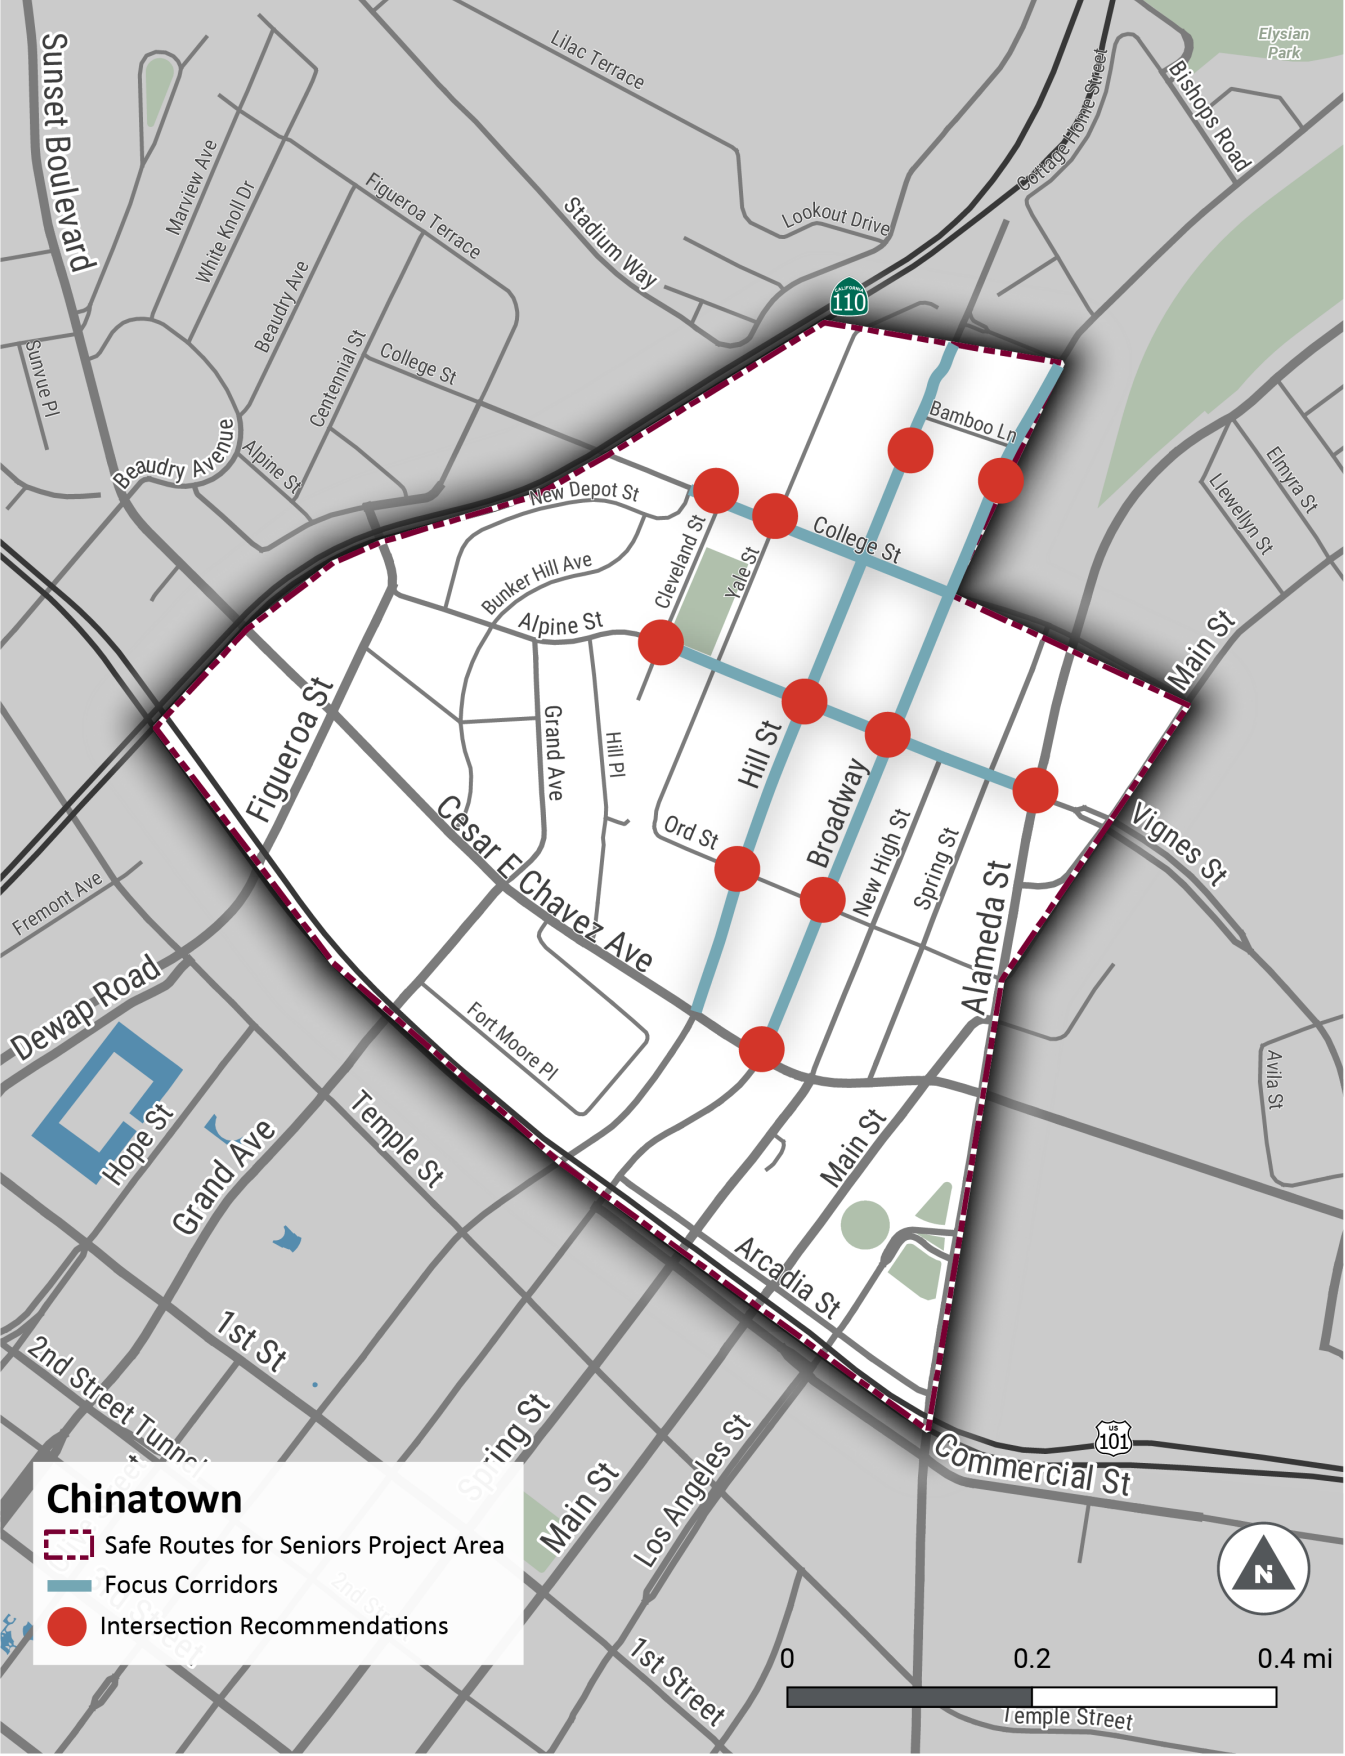 Elysian
Park
Sunset Boulevard
Lilac Terrace
Cottage Home Street
Bishops Road
Marview Ave
White Knoll Dr
Figueroa Terrace
Stadium Way
Lookout Drive
Beaudry Ave
CALIFORNIA
110
Sunvue Pl
Centennial St
College St
Bamboo Ln
Beaudry Avenue
Alpine St
New Depot St
Elmyra St
Llewellyn St
College St
Cleveland St
Yale St
Bunker Hill Ave
Alpine St
Main St
Figueroa St
Grand Ave
Hill Pl
Hill St
Broadway
Ord St
New High St
Spring St
Vignes St
Cesar E Chavez Ave
Alameda St
Fremont Ave
Dewap Road
Fort Moore Pl
Avila St
Hope St
Grand Ave
Temple St
Main St
Arcadia St
1st St
2nd Street Tunnel
Spring St
Main St
Los Angeles St
US
101
Commercial St
Chinatown
Safe Routes for Seniors Project Area
Focus Corridors
Intersection Recommendations
2nd Street
N
1st Street
0 0.2 0.4 mi
Temple Street